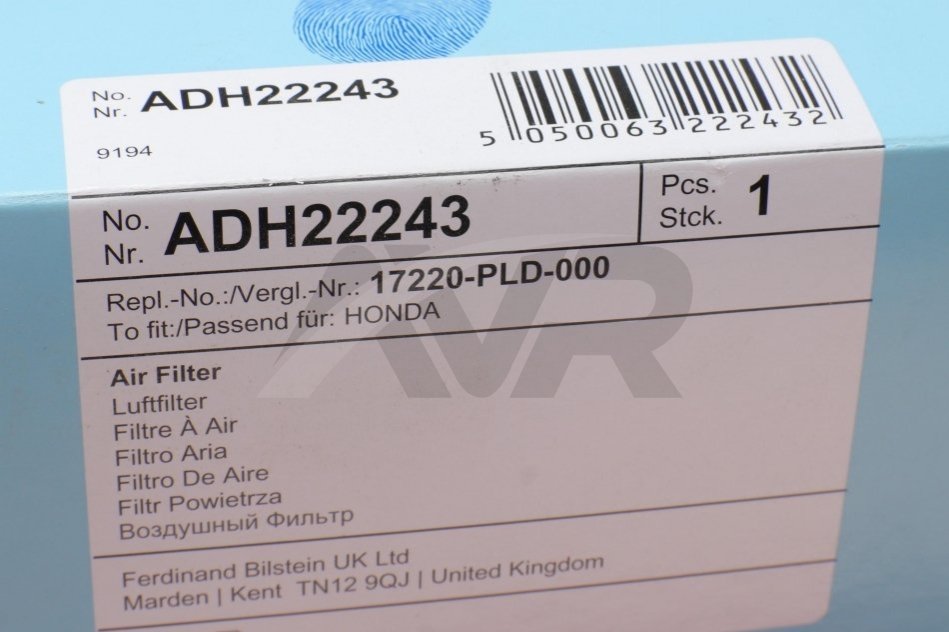 No.
Nr. ADH22243
9194
5 050063 222432
No.
Nr. ADH22243
Pcs.
Stck. 1
Repl.-No.:/Vergl.-Nr.: 17220-PLD-000
To fit:/Passend für: HONDA
Air Filter
Luftfilter
Filtre À Air
Filtro Aria
Filtro De Aire
Filtr Powietrza
Воздушный Фильтр
Ferdinand Bilstein UK Ltd
Marden | Kent TN12 9QJ | United Kingdom
AVR